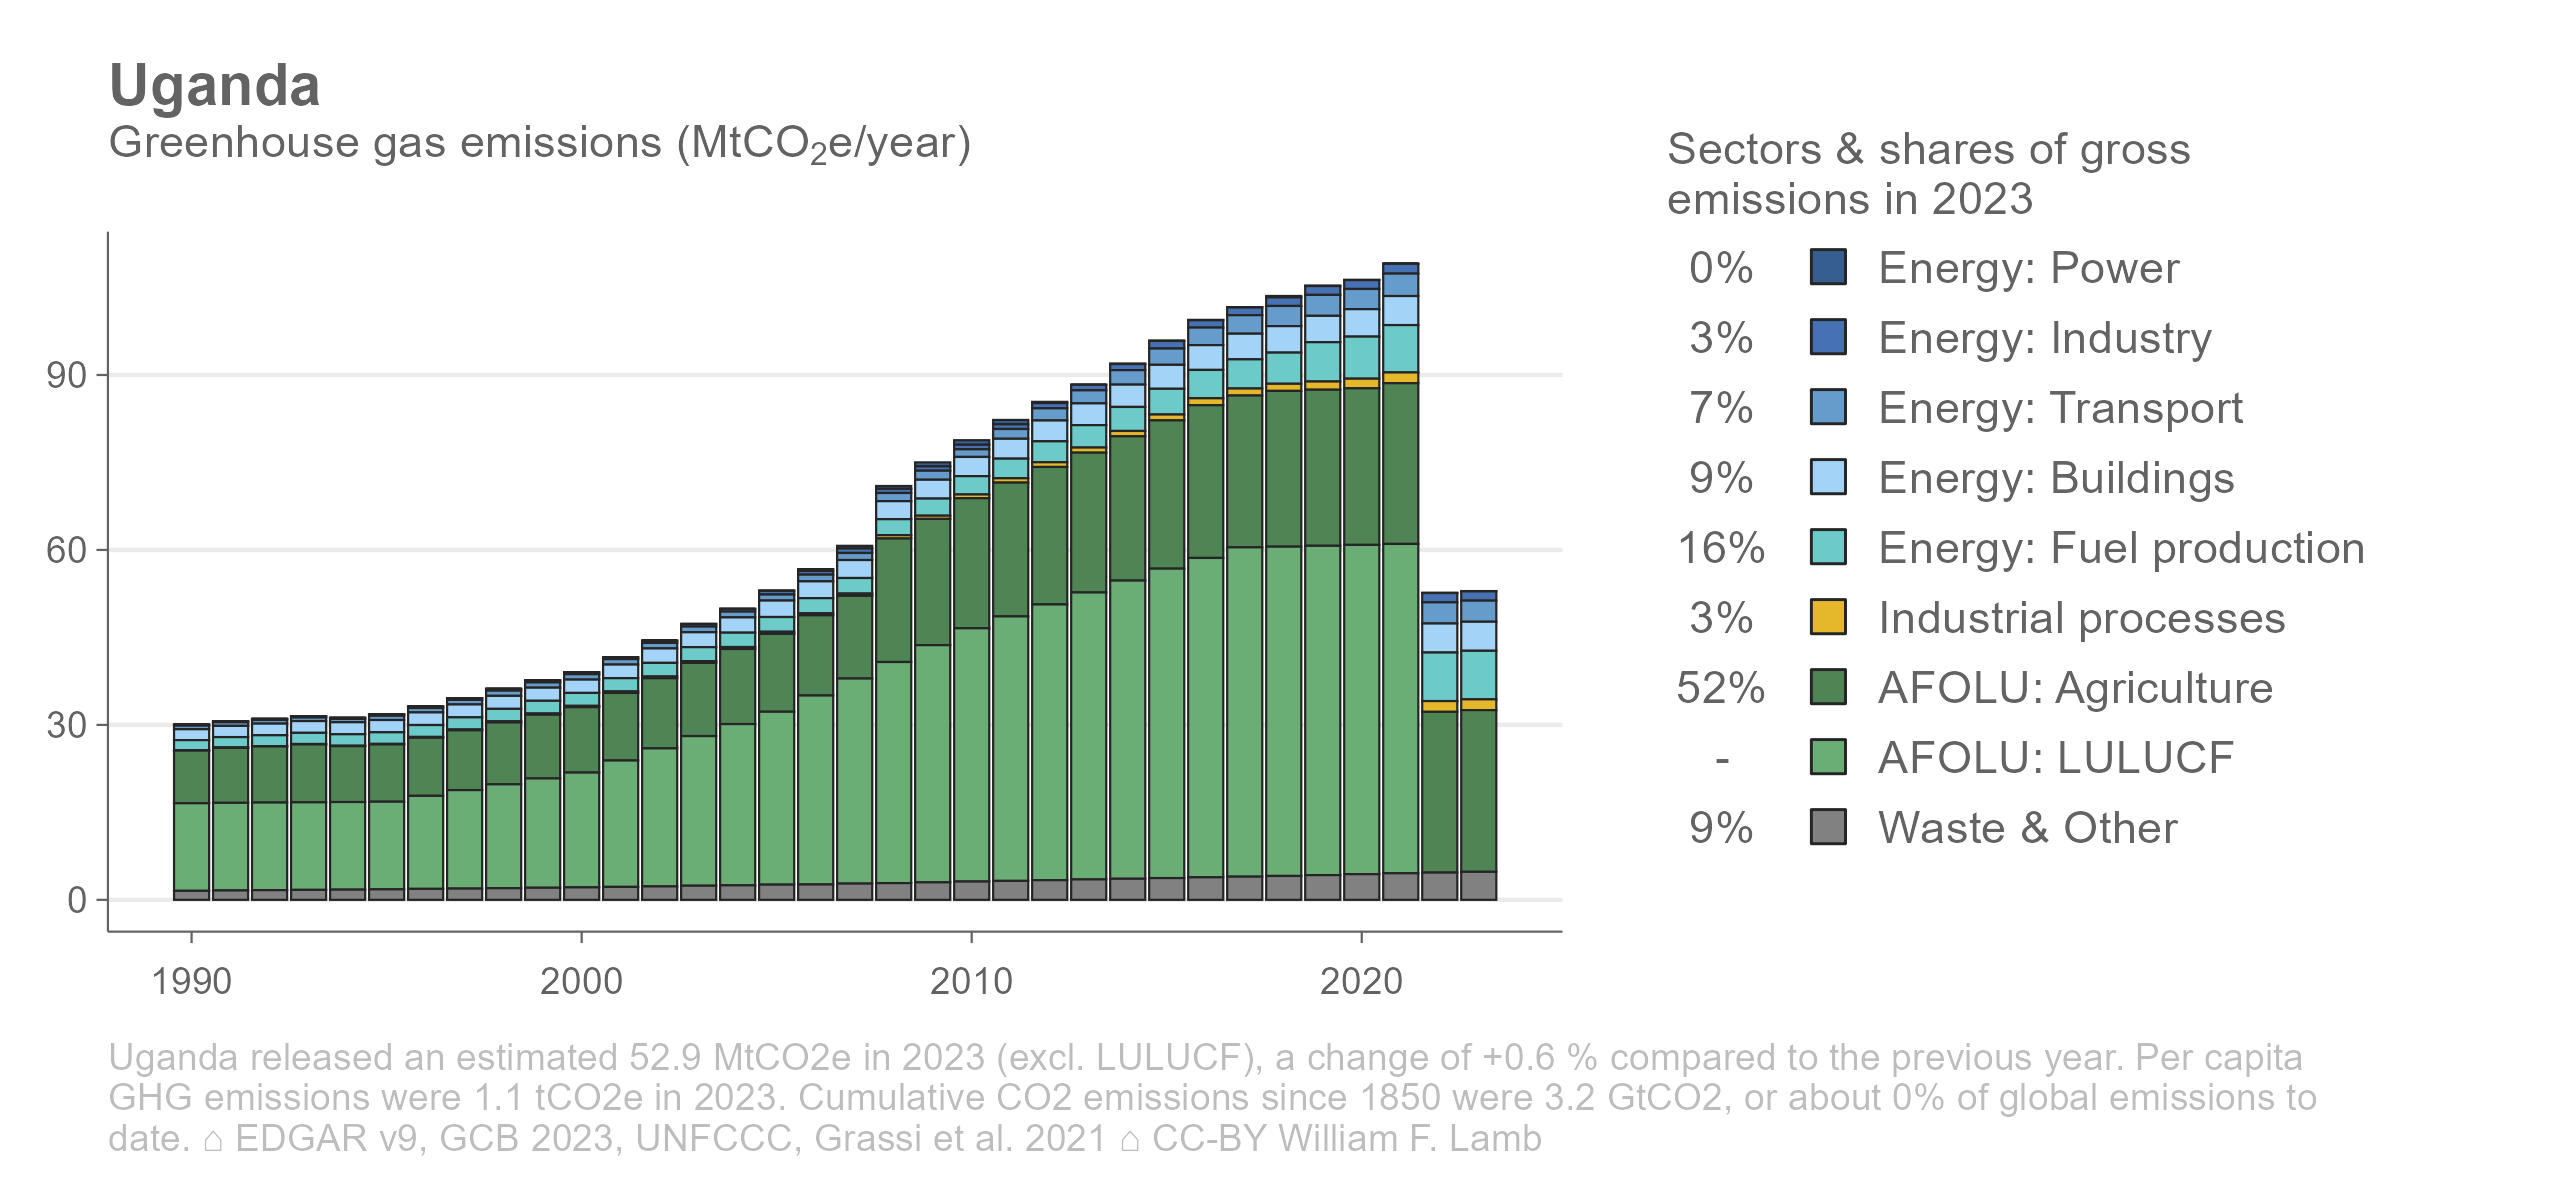 Uganda
Greenhouse gas emissions (MtCO₂e/year)
Sectors & shares of gross
emissions in 2023
0% Energy: Power
3% Energy: Industry
7% Energy: Transport
9% Energy: Buildings
16% Energy: Fuel production
3% Industrial processes
52% AFOLU: Agriculture
- AFOLU: LULUCF
9% Waste & Other
90
60
30
0
1990 2000 2010 2020
Uganda released an estimated 52.9 MtCO2e in 2023 (excl. LULUCF), a change of +0.6 % compared to the previous year. Per capita
GHG emissions were 1.1 tCO2e in 2023. Cumulative CO2 emissions since 1850 were 3.2 GtCO2, or about 0% of global emissions to
date. ⌂ EDGAR v9, GCB 2023, UNFCCC, Grassi et al. 2021 ⌂ CC-BY William F. Lamb